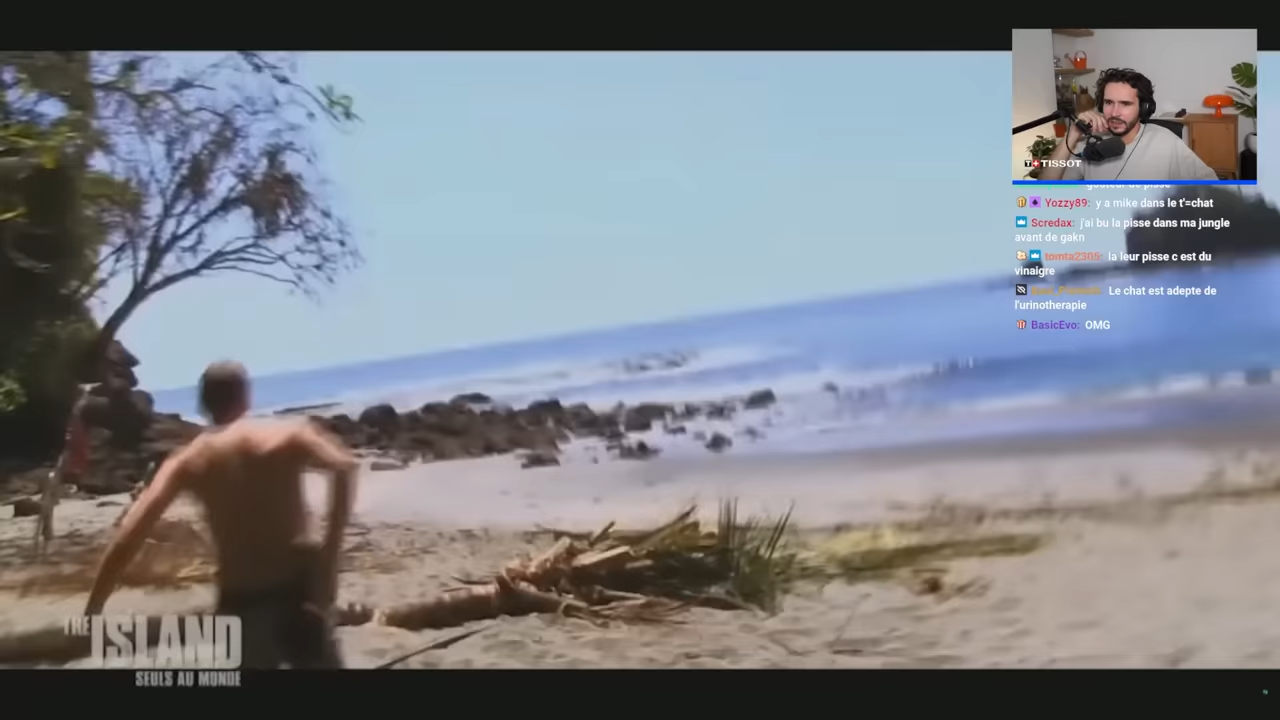 T+TISSOT
Yozzy89: y a mike dans le t'=chat
Scredax: j'ai bu la pisse dans ma jungle
avant de gakn
tomta2305: la leur pisse c est du
vinaigre
Le chat est adepte de
l'urinotherapie
BasicEvo: OMG
THE
ISLAND
SEULS AU MONDE